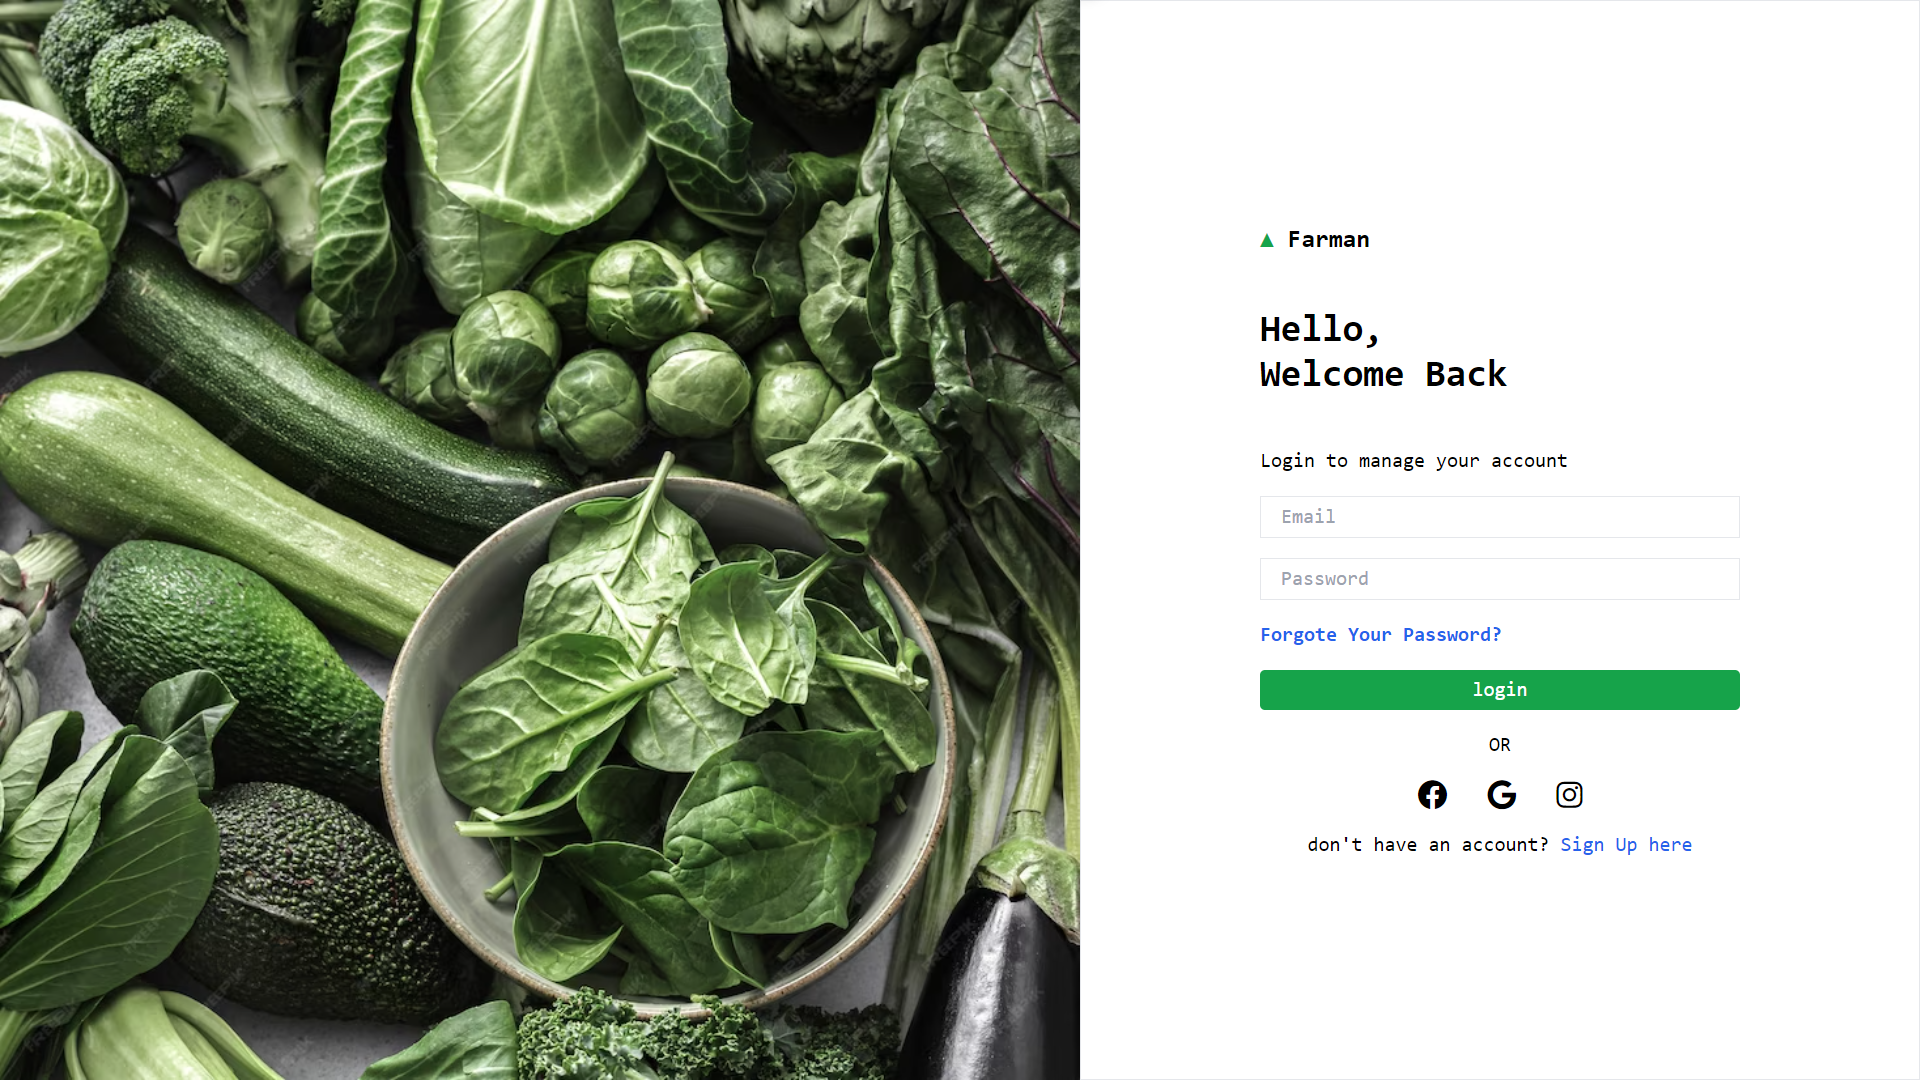 ▲ Farman
Hello,
Welcome Back
Login to manage your account
Email
Password
Forgote Your Password?
login
OR
don't have an account? Sign Up here